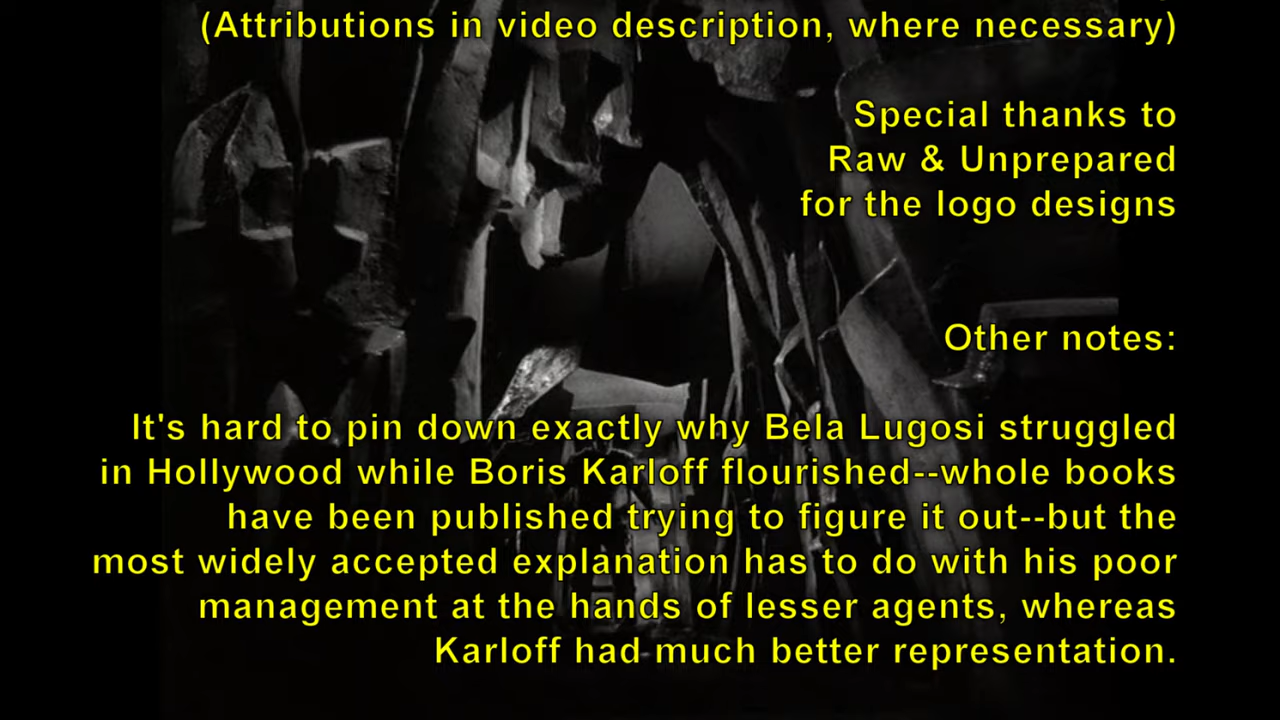 (Attributions in video description, where necessary)
Special thanks to
Raw & Unprepared
for the logo designs
Other notes:
It's hard to pin down exactly why Bela Lugosi struggled
in Hollywood while Boris Karloff flourished--whole books
have been published trying to figure it out--but the
most widely accepted explanation has to do with his poor
management at the hands of lesser agents, whereas
Karloff had much better representation.